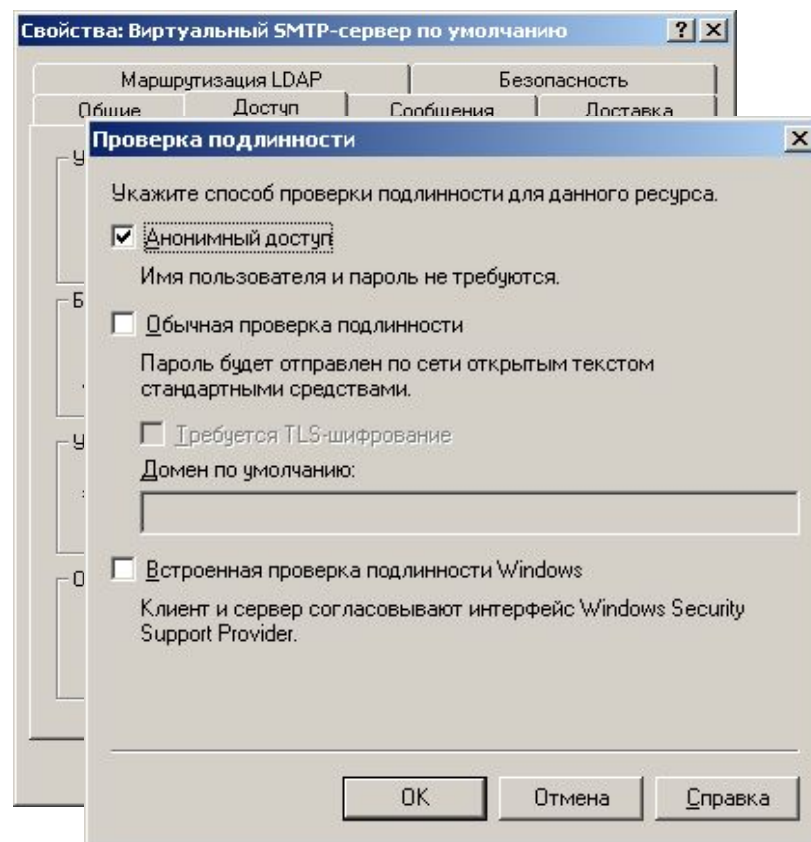 Свойства: Виртуальный SMTP-сервер по умолчанию
Маршрутизация LDAP
Безопасность
Общие
Доступ
Сообщения
Доставка
Проверка подлинности
У
Укажите способ проверки подлинности для данного ресурса.
Анонимный доступ
Имя пользователя и пароль не требуются.
Б
Обычная проверка подлинности
Пароль будет отправлен по сети открытым текстом
стандартными средствами.
У
Требуется TLS-шифрование
Домен по умолчанию:
О
Встроенная проверка подлинности Windows
Клиент и сервер согласовывают интерфейс Windows Security
Support Provider.
OK
Отмена
Справка